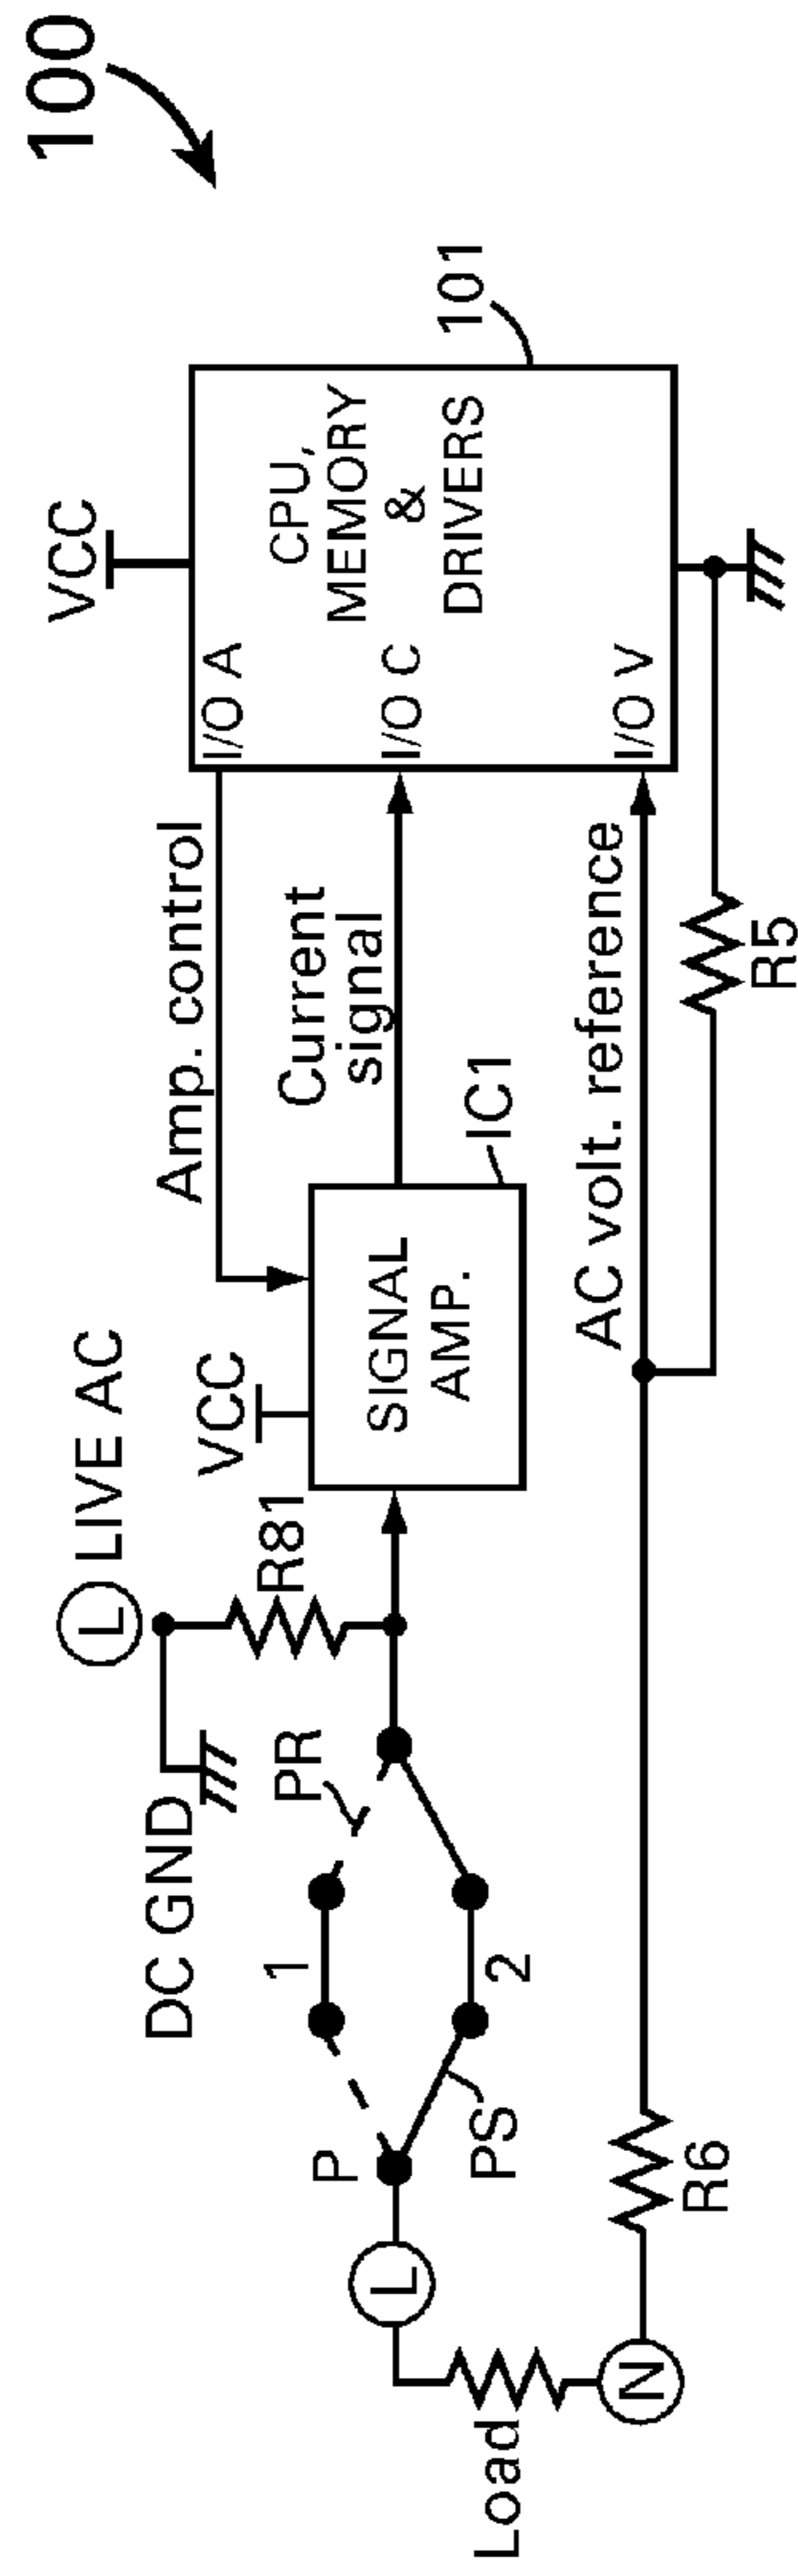 100
L LIVE AC
DC GND
R81
VCC
VCC
Amp. control
I/O A
CPU,
MEMORY
&
DRIVERS
101
P
1
PR
L
PS
2
SIGNAL
AMP.
IC1
Current
signal
I/O C
Load
N
R6
AC volt. reference
I/O V
R5